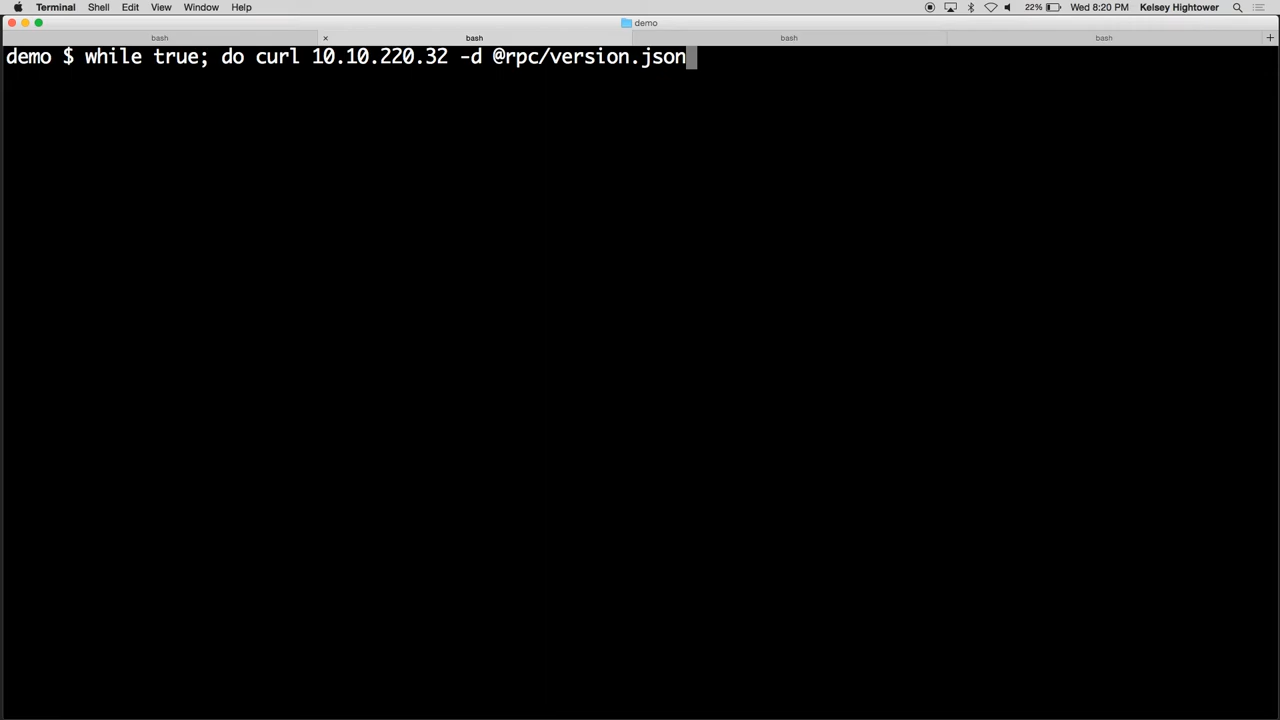 Terminal Shell Edit View Window Help 22% Wed 8:20 PM Kelsey Hightower
demo
bash × bash bash bash +
demo $ while true; do curl 10.10.220.32 -d @rpc/version.json